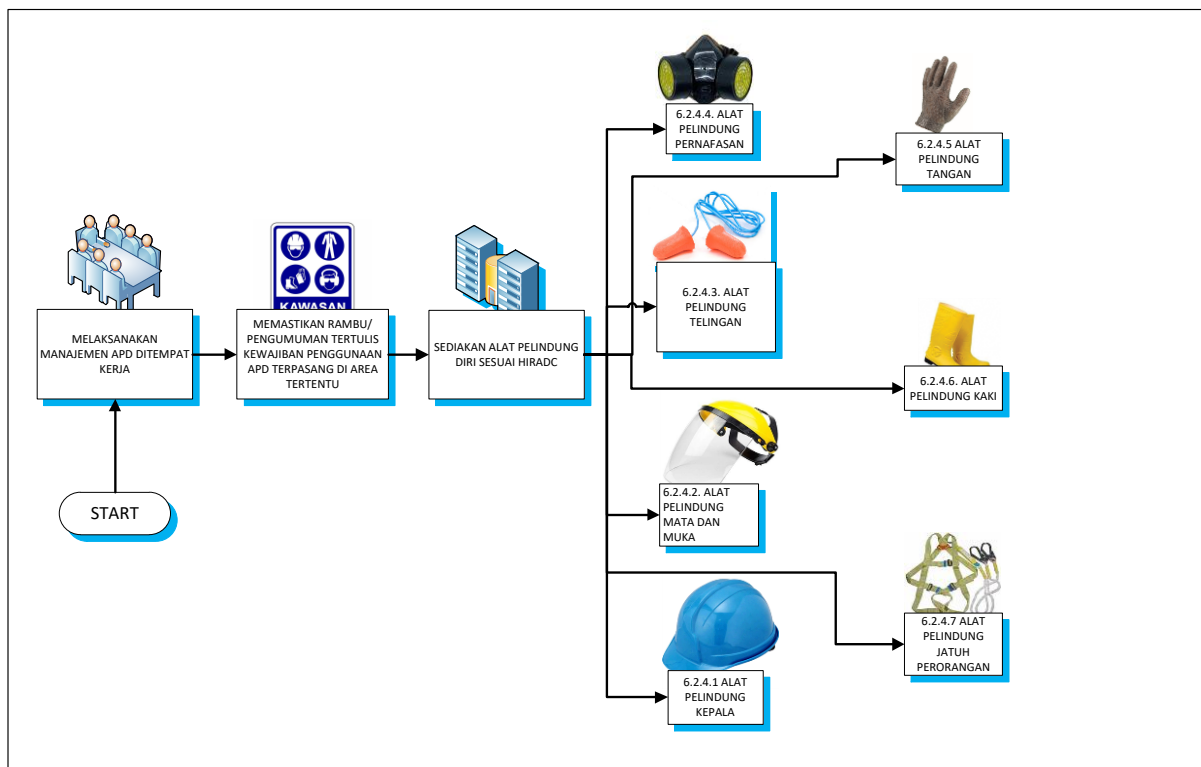 START
MELAKSANAKAN
MANAJEMEN APD DITEMPAT
KERJA
KAWASAN
MEMASTIKAN RAMBU/
PENGUMUMAN TERTULIS
KEWAJIBAN PENGGUNAAN
APD TERPASANG DI AREA
TERTENTU
SEDIAKAN ALAT PELINDUNG
DIRI SESUAI HIRADC
6.2.4.4. ALAT
PELINDUNG
PERNAFASAN
6.2.4.5 ALAT
PELINDUNG
TANGAN
6.2.4.3. ALAT
PELINDUNG
TELINGAN
6.2.4.6. ALAT
PELINDUNG KAKI
6.2.4.2. ALAT
PELINDUNG
MATA DAN
MUKA
6.2.4.7 ALAT
PELINDUNG
JATUH
PERORANGAN
6.2.4.1 ALAT
PELINDUNG
KEPALA